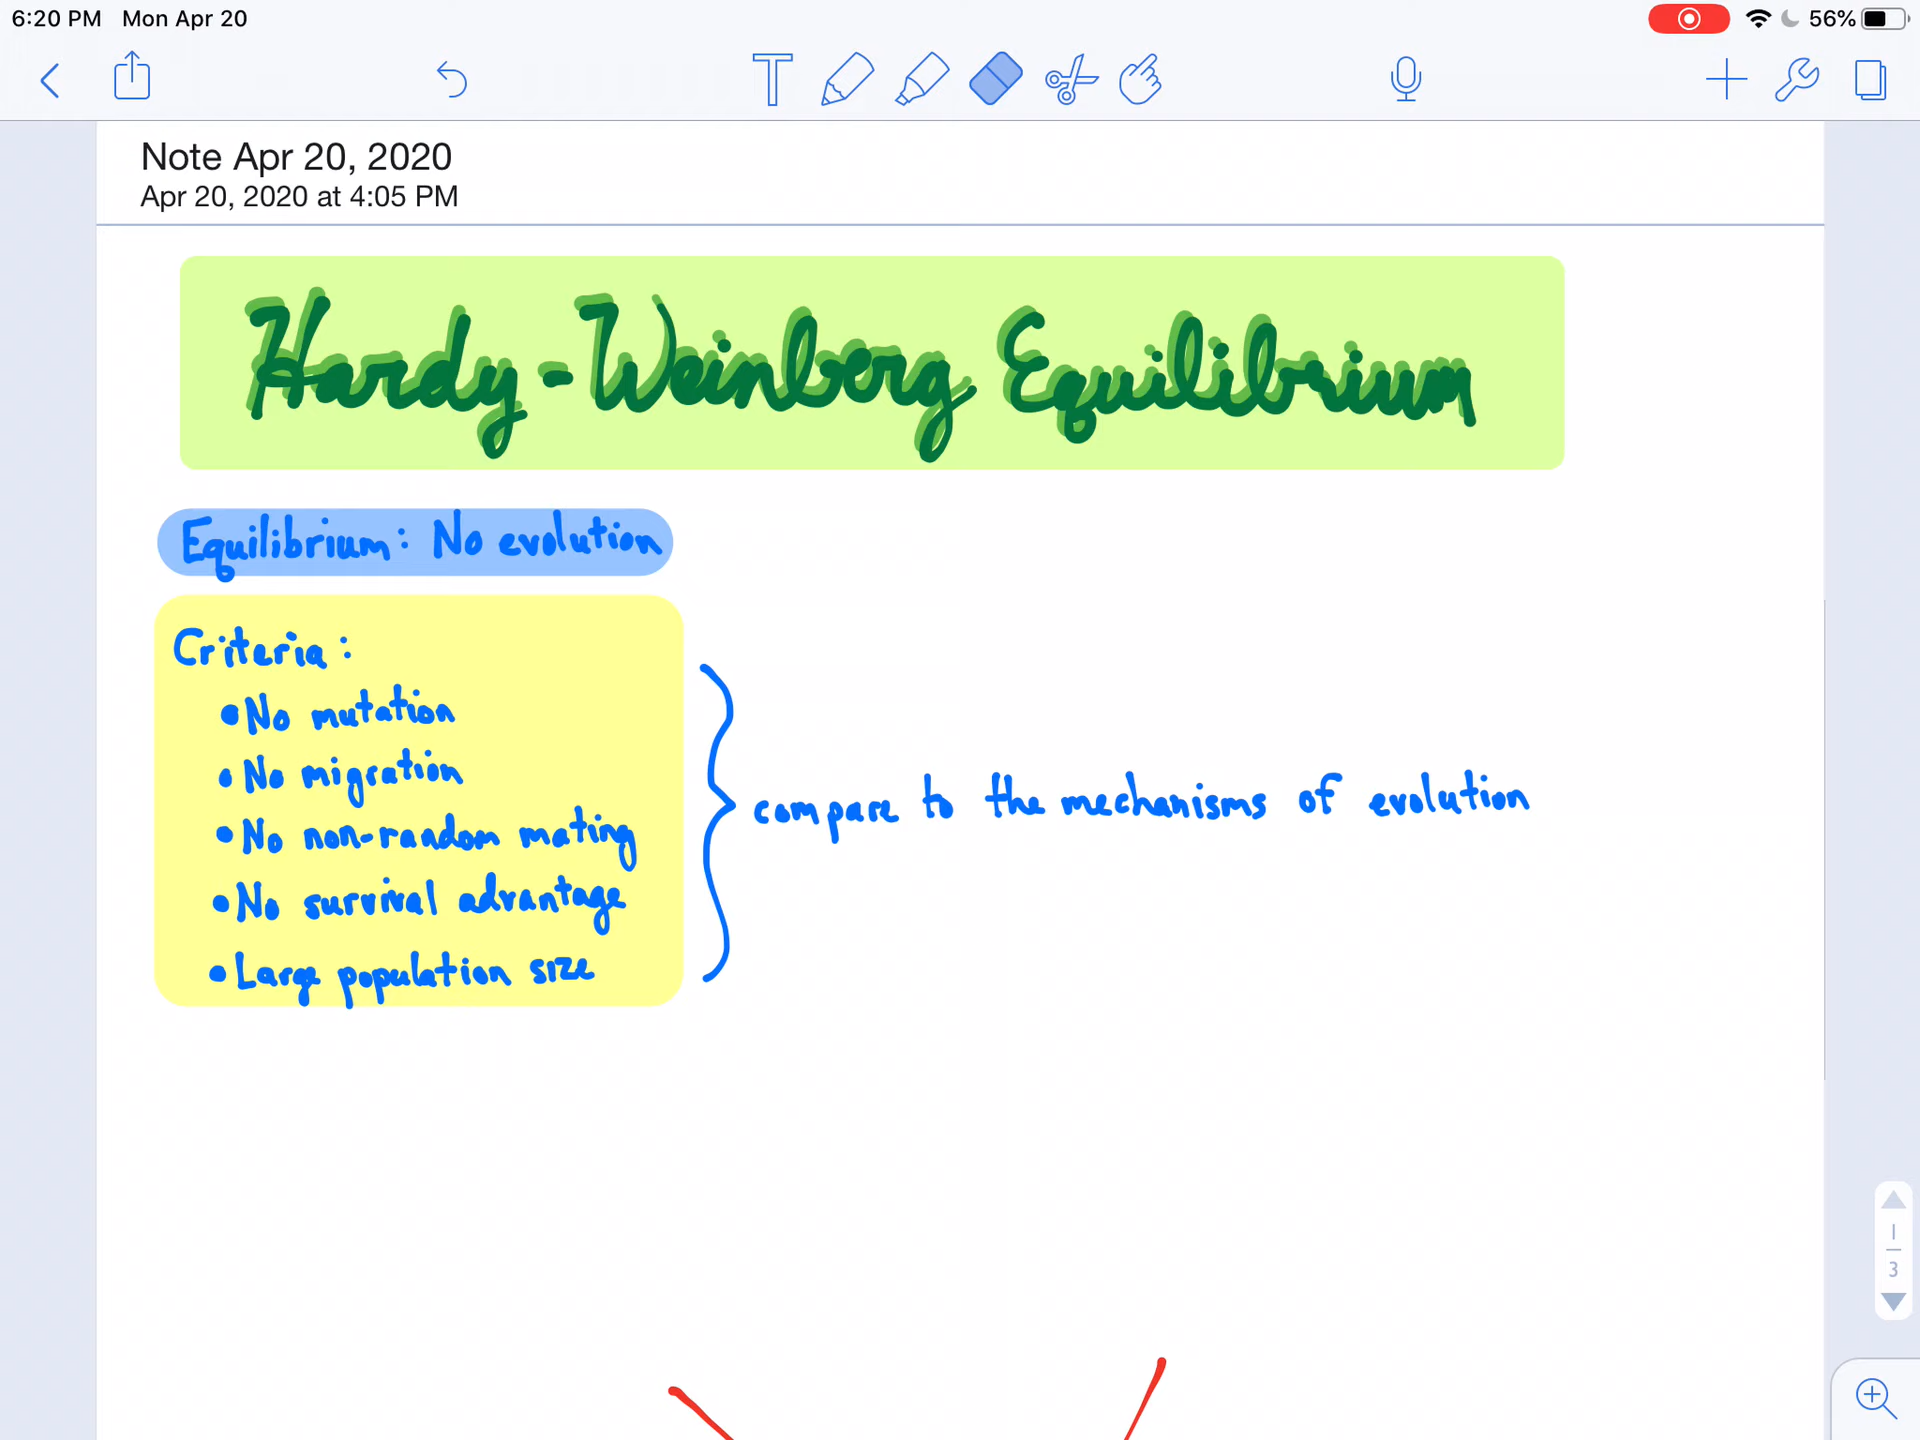 6:20 PM Mon Apr 20
56%
T
Note Apr 20, 2020
Apr 20, 2020 at 4:05 PM
Hardy-Weinberg Equilibrium
Equilibrium: No evolution
Criteria:
•No mutation
•No migration
•No non-random mating
•No survival advantage
•Large population size
compare to the mechanisms of evolution
1
3